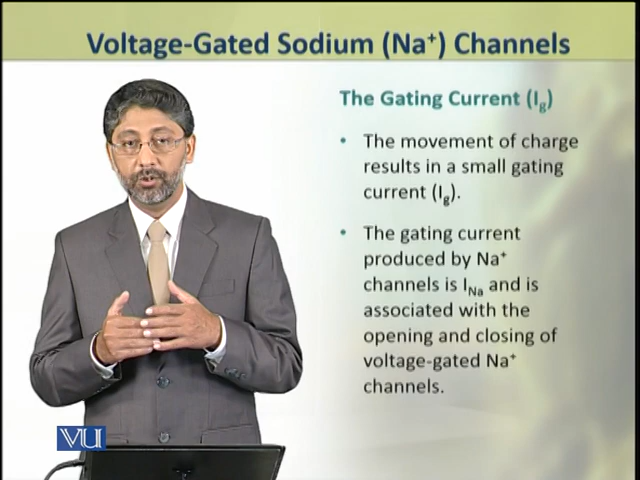 Voltage-Gated Sodium (Na⁺) Channels
The Gating Current (Ig)
• The movement of charge
results in a small gating
current (Ig).
• The gating current
produced by Na⁺
channels is INa and is
associated with the
opening and closing of
voltage-gated Na⁺
channels.
VU